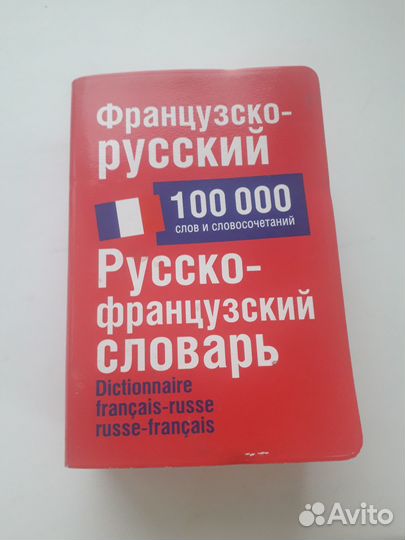 Французско-
русский
100 000
слов и словосочетаний
Русско-
французский
словарь
Dictionnaire
français-russe
russe-français
Avito